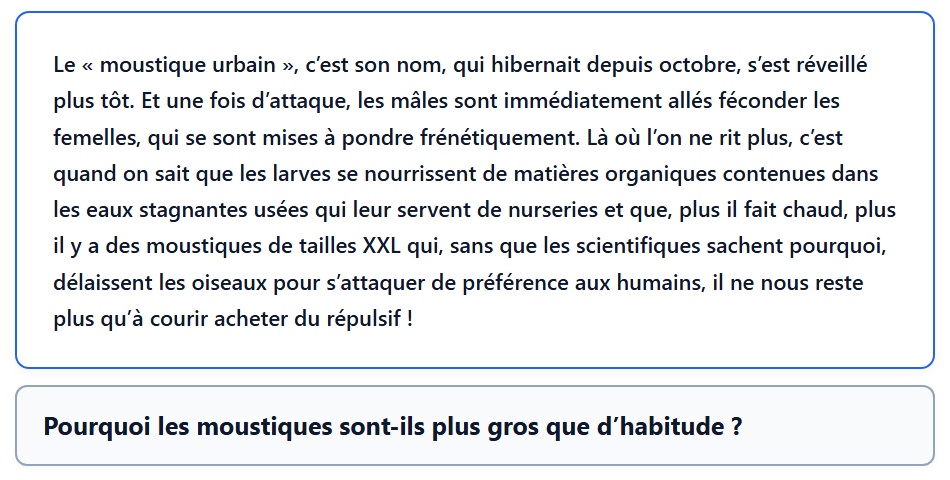 Le « moustique urbain », c’est son nom, qui hibernait depuis octobre, s’est réveillé
plus tôt. Et une fois d’attaque, les mâles sont immédiatement allés féconder les
femelles, qui se sont mises à pondre frénétiquement. Là où l’on ne rit plus, c’est
quand on sait que les larves se nourrissent de matières organiques contenues dans
les eaux stagnantes usées qui leur servent de nurseries et que, plus il fait chaud, plus
il y a des moustiques de tailles XXL qui, sans que les scientifiques sachent pourquoi,
délaissent les oiseaux pour s’attaquer de préférence aux humains, il ne nous reste
plus qu’à courir acheter du répulsif !
Pourquoi les moustiques sont-ils plus gros que d’habitude ?